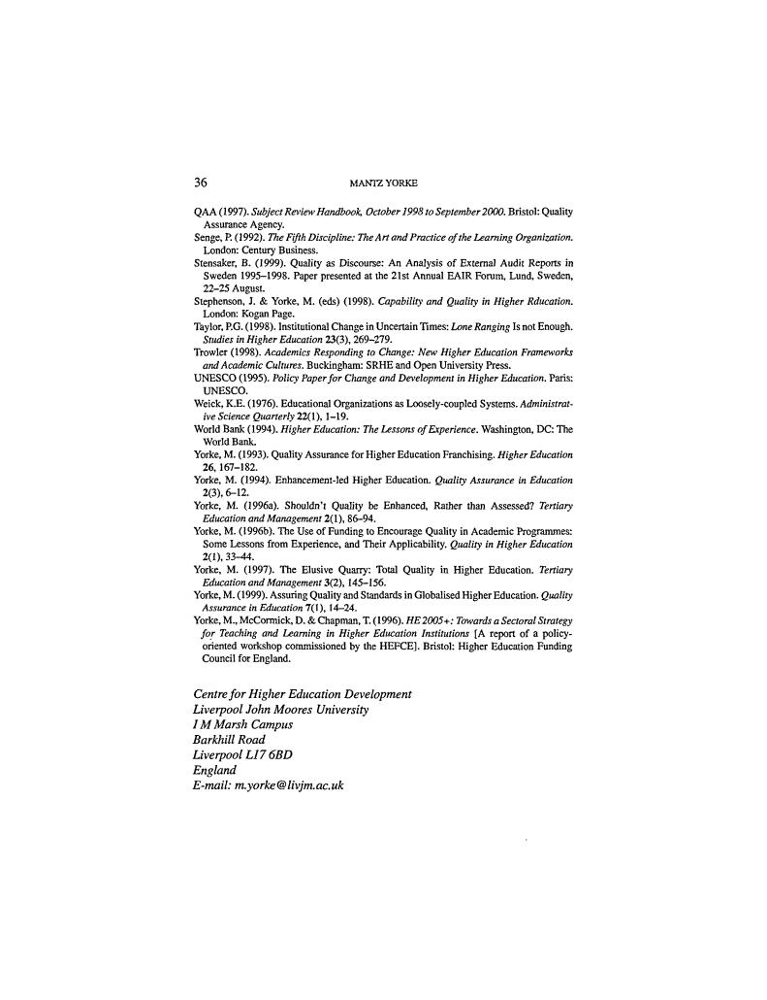 36 MANTZ YORKE
QAA (1997). Subject Review Handbook, October 1998 to September 2000. Bristol: Quality
Assurance Agency.
Senge, P. (1992). The Fifth Discipline: The Art and Practice of the Learning Organization.
London: Century Business.
Stensaker, B. (1999). Quality as Discourse: An Analysis of External Audit Reports in
Sweden 1995–1998. Paper presented at the 21st Annual EAIR Forum, Lund, Sweden,
22–25 August.
Stephenson, J. & Yorke, M. (eds) (1998). Capability and Quality in Higher Rducation.
London: Kogan Page.
Taylor, P.G. (1998). Institutional Change in Uncertain Times: Lone Ranging Is not Enough.
Studies in Higher Education 23(3), 269–279.
Trowler (1998). Academics Responding to Change: New Higher Education Frameworks
and Academic Cultures. Buckingham: SRHE and Open University Press.
UNESCO (1995). Policy Paper for Change and Development in Higher Education. Paris:
UNESCO.
Weick, K.E. (1976). Educational Organizations as Loosely-coupled Systems. Administrat-
ive Science Quarterly 22(1), 1–19.
World Bank (1994). Higher Education: The Lessons of Experience. Washington, DC: The
World Bank.
Yorke, M. (1993). Quality Assurance for Higher Education Franchising. Higher Education
26, 167–182.
Yorke, M. (1994). Enhancement-led Higher Education. Quality Assurance in Education
2(3), 6–12.
Yorke, M. (1996a). Shouldn't Quality be Enhanced, Rather than Assessed? Tertiary
Education and Management 2(1), 86–94.
Yorke, M. (1996b). The Use of Funding to Encourage Quality in Academic Programmes:
Some Lessons from Experience, and Their Applicability. Quality in Higher Education
2(1), 33–44.
Yorke, M. (1997). The Elusive Quarry: Total Quality in Higher Education. Tertiary
Education and Management 3(2), 145–156.
Yorke, M. (1999). Assuring Quality and Standards in Globalised Higher Education. Quality
Assurance in Education 7(1), 14–24.
Yorke, M., McCormick, D. & Chapman, T. (1996). HE 2005+: Towards a Sectoral Strategy
for Teaching and Learning in Higher Education Institutions [A report of a policy-
oriented workshop commissioned by the HEFCE]. Bristol: Higher Education Funding
Council for England.
Centre for Higher Education Development
Liverpool John Moores University
I M Marsh Campus
Barkhill Road
Liverpool L17 6BD
England
E-mail: m.yorke@livjm.ac.uk